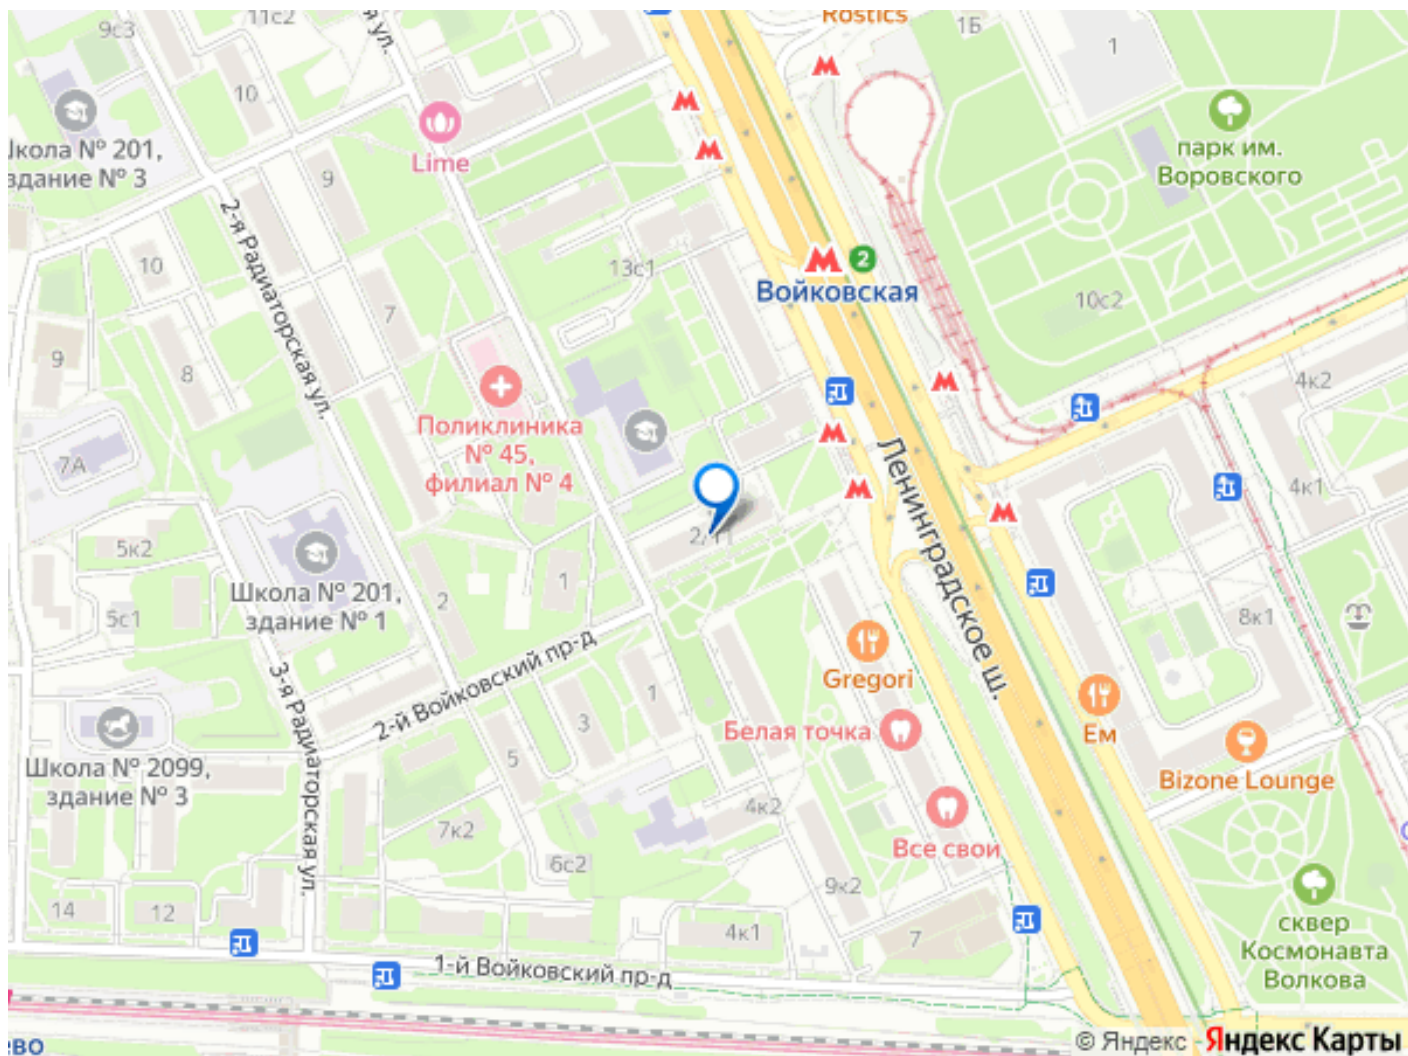 Rostics
1Б
1
9с3
11с2
я ул.
10
Lime
Школа № 201,
здание № 3
9
парк им.
Воровского
2-я Радиаторская ул.
10
13с1
2
Войковская
10с2
7
9
8
4к2
Поликлиника
№ 45,
филиал № 4
7А
Ленинградское ш.
4к1
2/11
5к2
Школа № 201,
здание № 1
2
1
5с1
8к1
Gregori
2-й Войковский пр-д
3-я Радиаторская ул.
1
3
5
Белая точка
Ем
Bizone Lounge
Школа № 2099,
здание № 3
4к2
7к2
Все свои
6с2
9к2
14
12
4к1
7
сквер
Космонавта
Волкова
1-й Войковский пр-д
ево
© Яндекс
Яндекс Карты